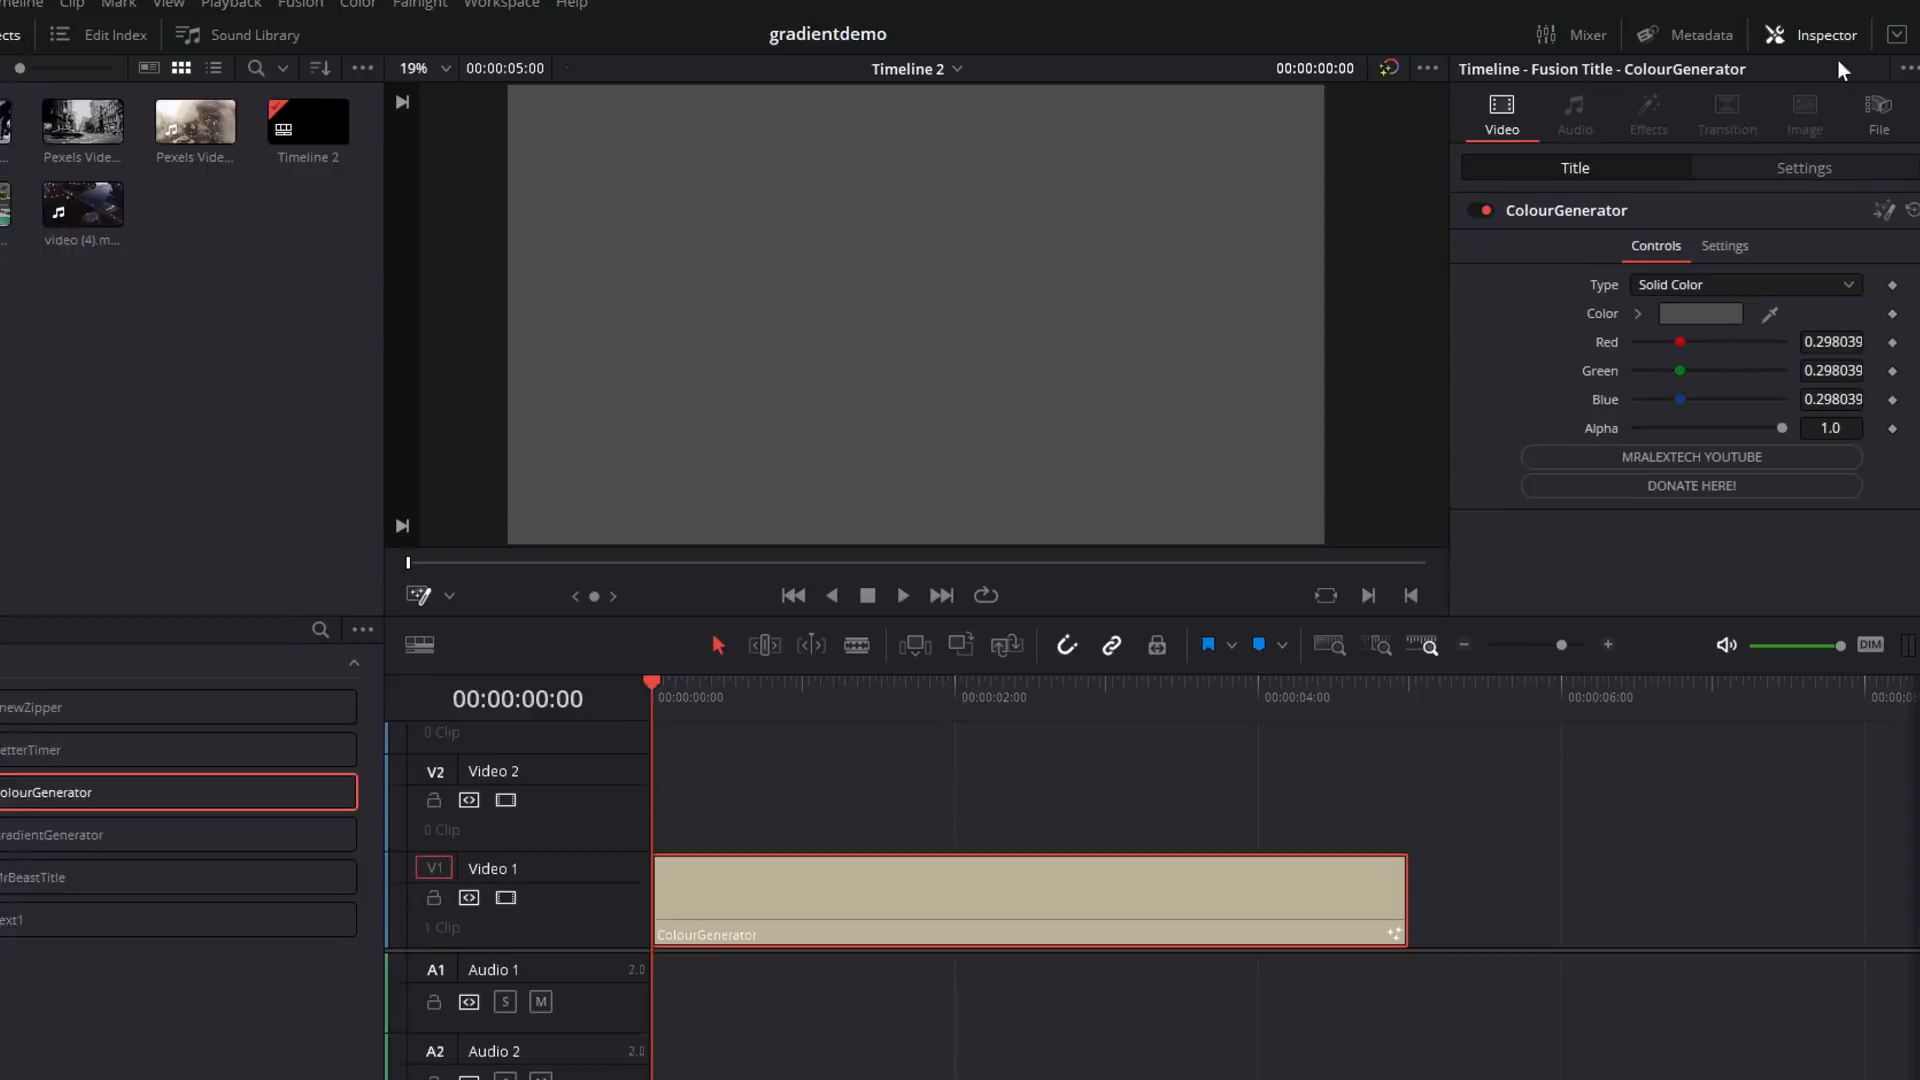 meline Clip Mark View Playback Fusion Color Fairlight Workspace Help
cts Edit Index Sound Library gradientdemo Mixer Metadata Inspector
19% 00:00:05:00 Timeline 2 00:00:00:00 Timeline - Fusion Title - ColourGenerator
Video Audio Effects Transition Image File
Pexels Vide... Pexels Vide... Timeline 2
Title Settings
video (4).m...
ColourGenerator
Controls Settings
Type Solid Color
Color
Red 0.298039
Green 0.298039
Blue 0.298039
Alpha 1.0
MRALEXTECH YOUTUBE
DONATE HERE!
DIM
newZipper
etterTimer
olourGenerator
radientGenerator
MrBeastTitle
ext1
00:00:00:00 00:00:00:00 00:00:02:00 00:00:04:00 00:00:06:00 00:00:0
0 Clip
V2 Video 2
0 Clip
V1 Video 1
1 Clip
ColourGenerator
A1 Audio 1 2.0
S M
A2 Audio 2 2.0